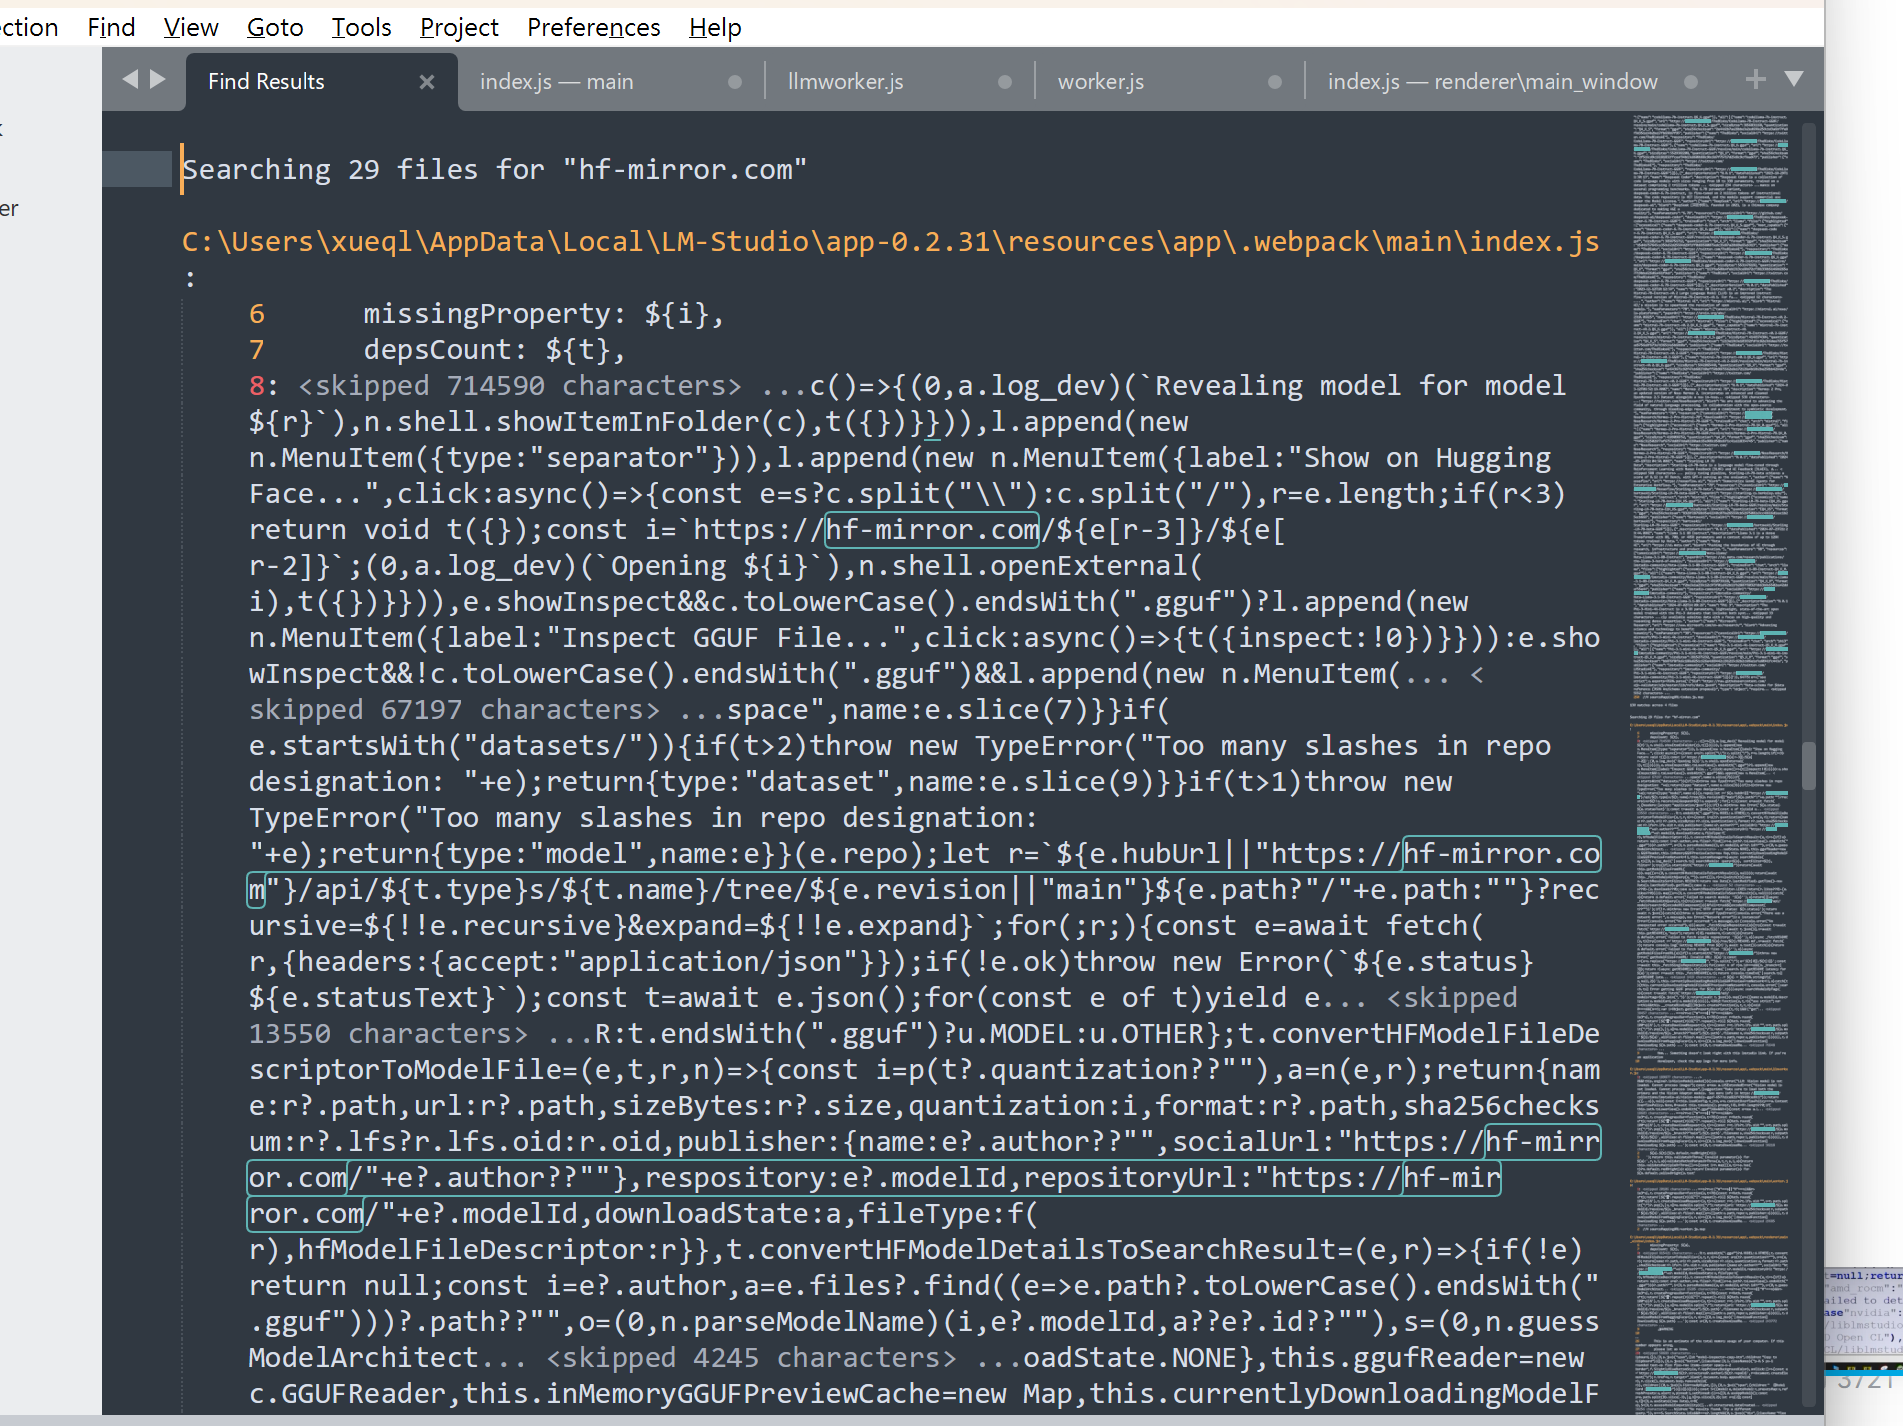 ction Find View Goto Tools Project Preferences Help
Find Results × index.js — main llmworker.js worker.js index.js — renderer\main_window +
er
Searching 29 files for "hf-mirror.com"
C:\Users\xueql\AppData\Local\LM-Studio\app-0.2.31\resources\app\.webpack\main\index.js
:
6 missingProperty: ${i},
7 depsCount: ${t},
8: <skipped 714590 characters> ...c()=>{(0,a.log_dev)(`Revealing model for model
${r}`),n.shell.showItemInFolder(c),t({})}})),l.append(new
n.MenuItem({type:"separator"})),l.append(new n.MenuItem({label:"Show on Hugging
Face...",click:async()=>{const e=s?c.split("\\"):c.split("/"),r=e.length;if(r<3)
return void t({});const i=`https://hf-mirror.com/${e[r-3]}/${e[
r-2]}`;(0,a.log_dev)(`Opening ${i}`),n.shell.openExternal(
i),t({})}})),e.showInspect&&c.toLowerCase().endsWith(".gguf")?l.append(new
n.MenuItem({label:"Inspect GGUF File...",click:async()=>{t({inspect:!0})}})):e.sho
wInspect&&!c.toLowerCase().endsWith(".gguf")&&l.append(new n.MenuItem(... <
skipped 67197 characters> ...space",name:e.slice(7)}}if(
e.startsWith("datasets/")){if(t>2)throw new TypeError("Too many slashes in repo
designation: "+e);return{type:"dataset",name:e.slice(9)}}if(t>1)throw new
TypeError("Too many slashes in repo designation:
"+e);return{type:"model",name:e}}(e.repo);let r=`${e.hubUrl||"https://hf-mirror.co
m"}/api/${t.type}s/${t.name}/tree/${e.revision||"main"}${e.path?"/"+e.path:""}?rec
ursive=${!!e.recursive}&expand=${!!e.expand}`;for(;r;){const e=await fetch(
r,{headers:{accept:"application/json"}});if(!e.ok)throw new Error(`${e.status}
${e.statusText}`);const t=await e.json();for(const e of t)yield e... <skipped
13550 characters> ...R:t.endsWith(".gguf")?u.MODEL:u.OTHER};t.convertHFModelFileDe
scriptorToModelFile=(e,t,r,n)=>{const i=p(t?.quantization??""),a=n(e,r);return{nam
e:r?.path,url:r?.path,sizeBytes:r?.size,quantization:i,format:r?.path,sha256checks
um:r?.lfs?r.lfs.oid:r.oid,publisher:{name:e?.author??"",socialUrl:"https://hf-mirr
or.com/"+e?.author??""},respository:e?.modelId,repositoryUrl:"https://hf-mir
ror.com/"+e?.modelId,downloadState:a,fileType:f(
r),hfModelFileDescriptor:r}},t.convertHFModelDetailsToSearchResult=(e,r)=>{if(!e)
return null;const i=e?.author,a=e.files?.find((e=>e.path?.toLowerCase().endsWith("
.gguf")))?.path??"",o=(0,n.parseModelName)(i,e?.modelId,a??e?.id??""),s=(0,n.guess
ModelArchitect... <skipped 4245 characters> ...oadState.NONE},this.ggufReader=new
c.GGUFReader,this.inMemoryGGUFPreviewCache=new Map,this.currentlyDownloadingModelF
t=null;retur
"amd_rocm":"
ailed to det
ase"nvidia":
/liblmstudio
D Open CL"),
CL/liblmstud
3721